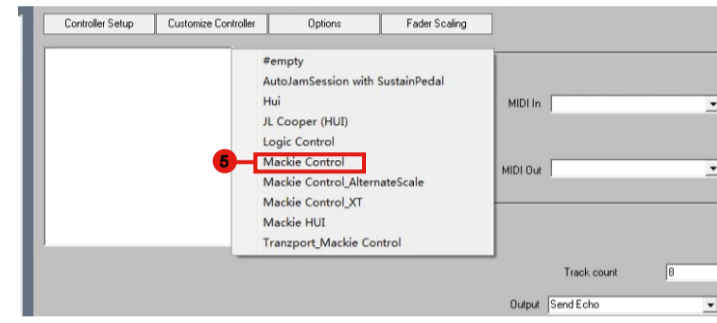 Controller Setup Customize Controller Options Fader Scaling
#empty
AutoJamSession with SustainPedal
Hui
MIDI In
JL Cooper (HUI)
Logic Control
5 Mackie Control
MIDI Out
Mackie Control_AlternateScale
Mackie Control_XT
Mackie HUI
Tranzport_Mackie Control
Track count 8
Output Send Echo